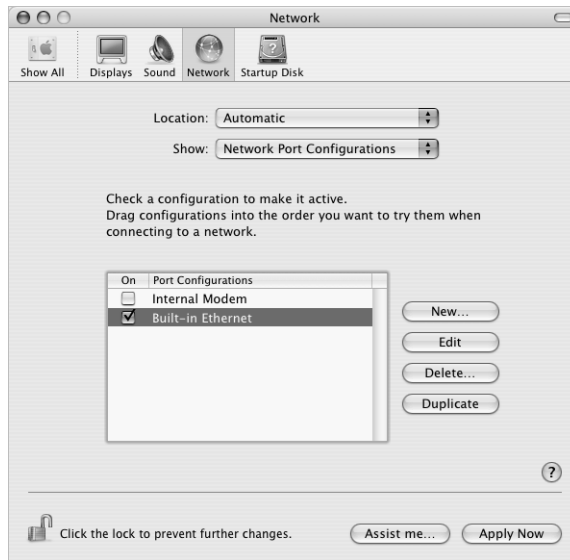 Network
Show All Displays Sound Network Startup Disk
Location: Automatic
Show: Network Port Configurations
Check a configuration to make it active.
Drag configurations into the order you want to try them when
connecting to a network.
On Port Configurations
Internal Modem
Built-in Ethernet
New...
Edit
Delete...
Duplicate
?
Click the lock to prevent further changes.
Assist me... Apply Now